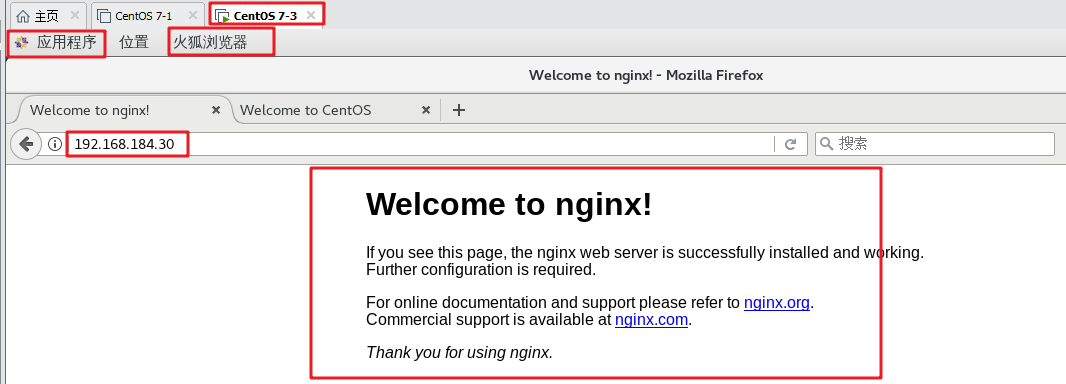 主页 CentOS 7-1 CentOS 7-3
应用程序 位置 火狐浏览器
Welcome to nginx! - Mozilla Firefox
Welcome to nginx! Welcome to CentOS
192.168.184.30 搜索
Welcome to nginx!
If you see this page, the nginx web server is successfully installed and working.
Further configuration is required.
For online documentation and support please refer to nginx.org.
Commercial support is available at nginx.com.
Thank you for using nginx.